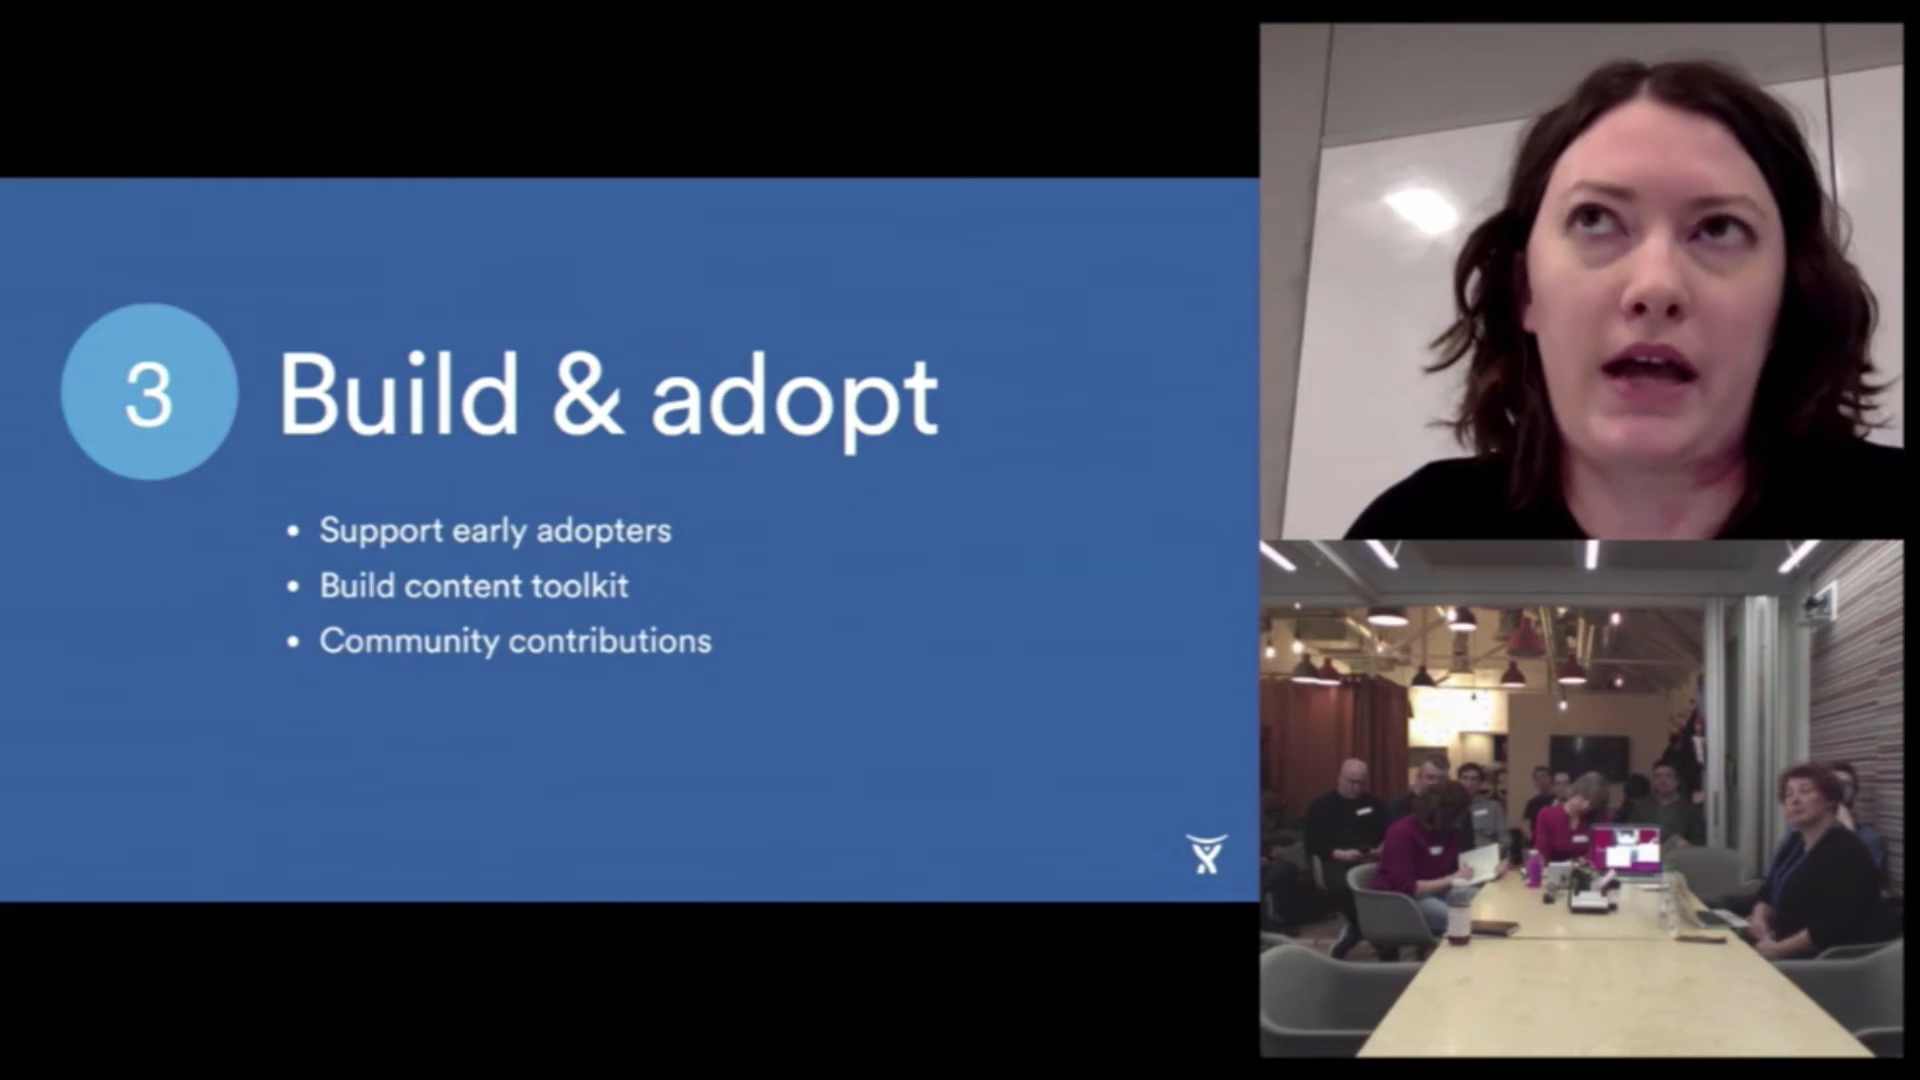 3
Build & adopt
• Support early adopters
• Build content toolkit
• Community contributions